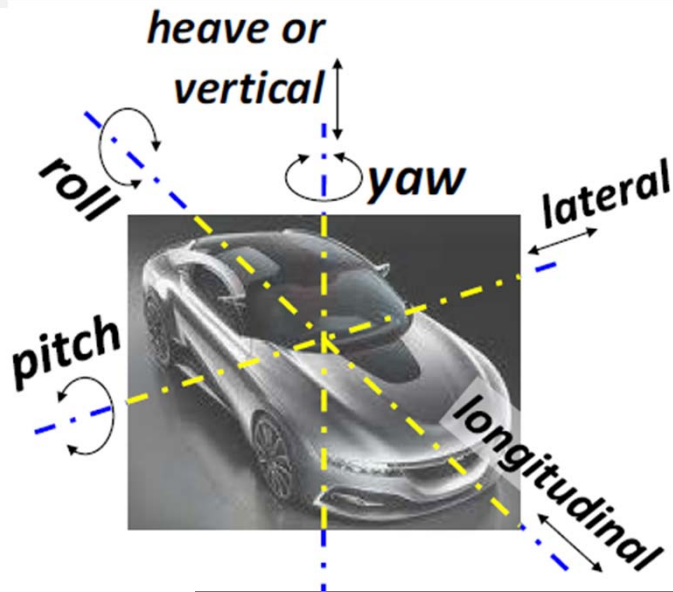 heave or
vertical
roll
yaw
lateral
pitch
longitudinal